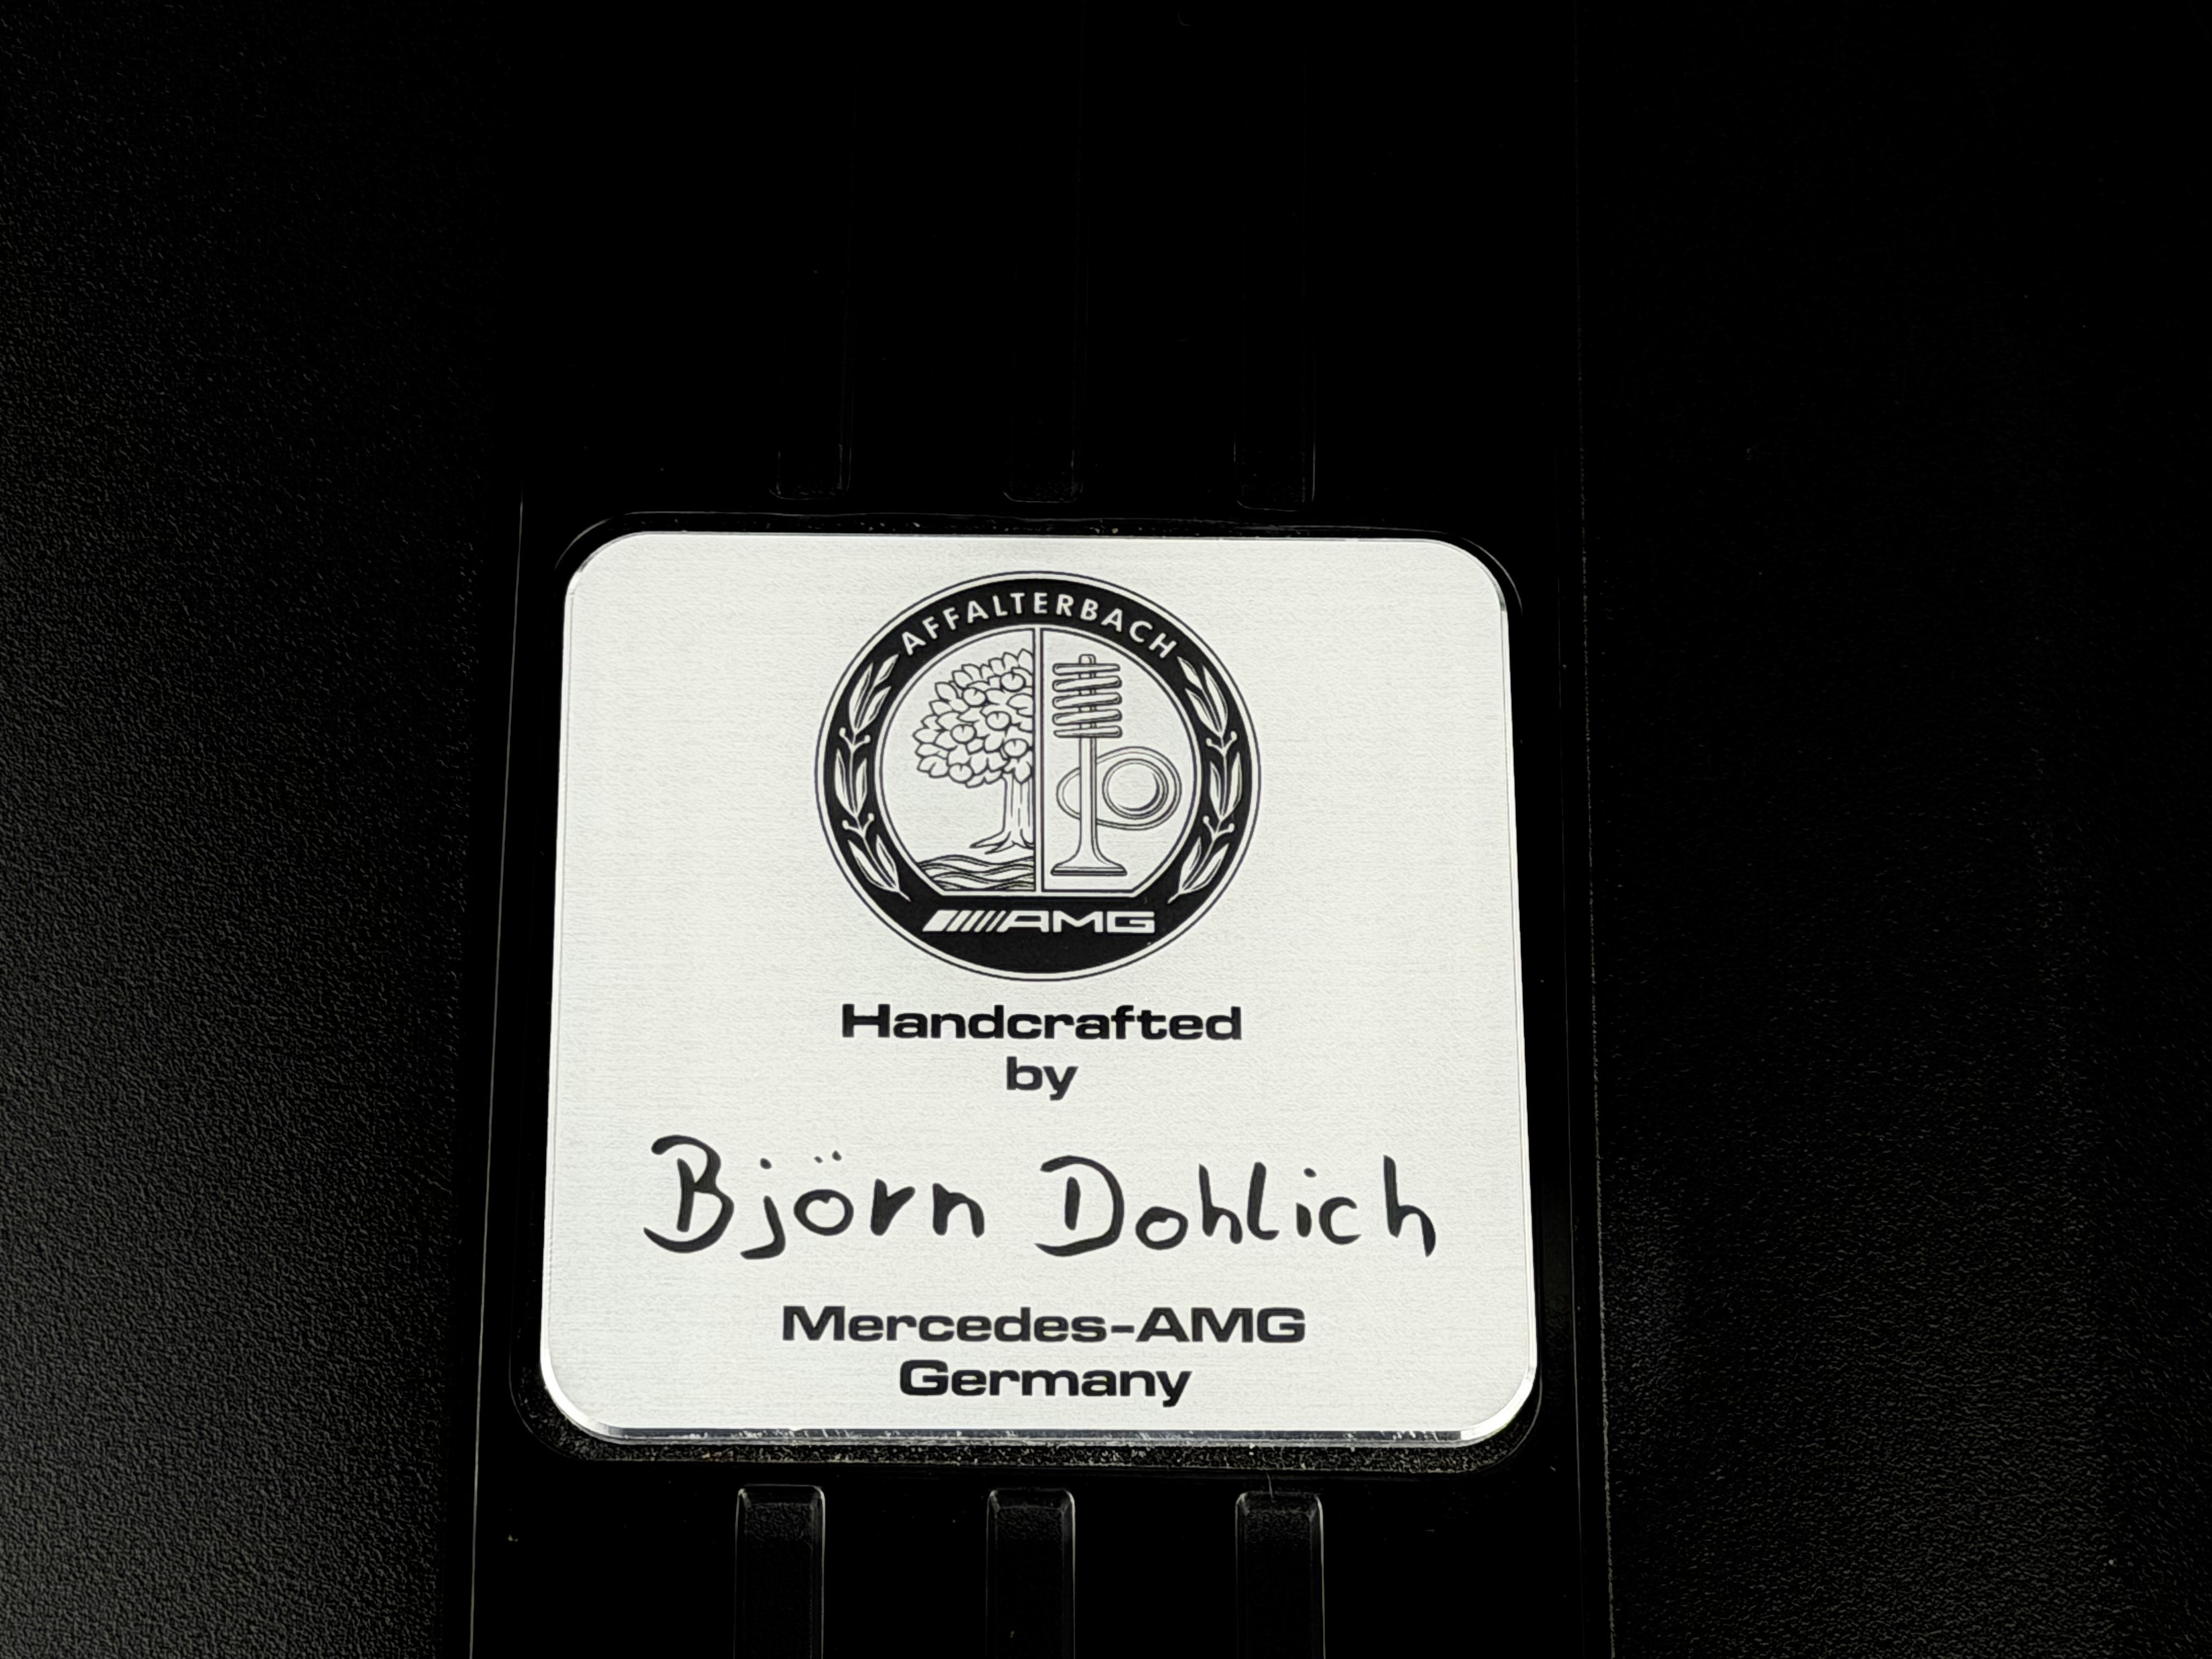 AFFALTERBACH
AMG
Handcrafted
by
Björn Dohlich
Mercedes-AMG
Germany